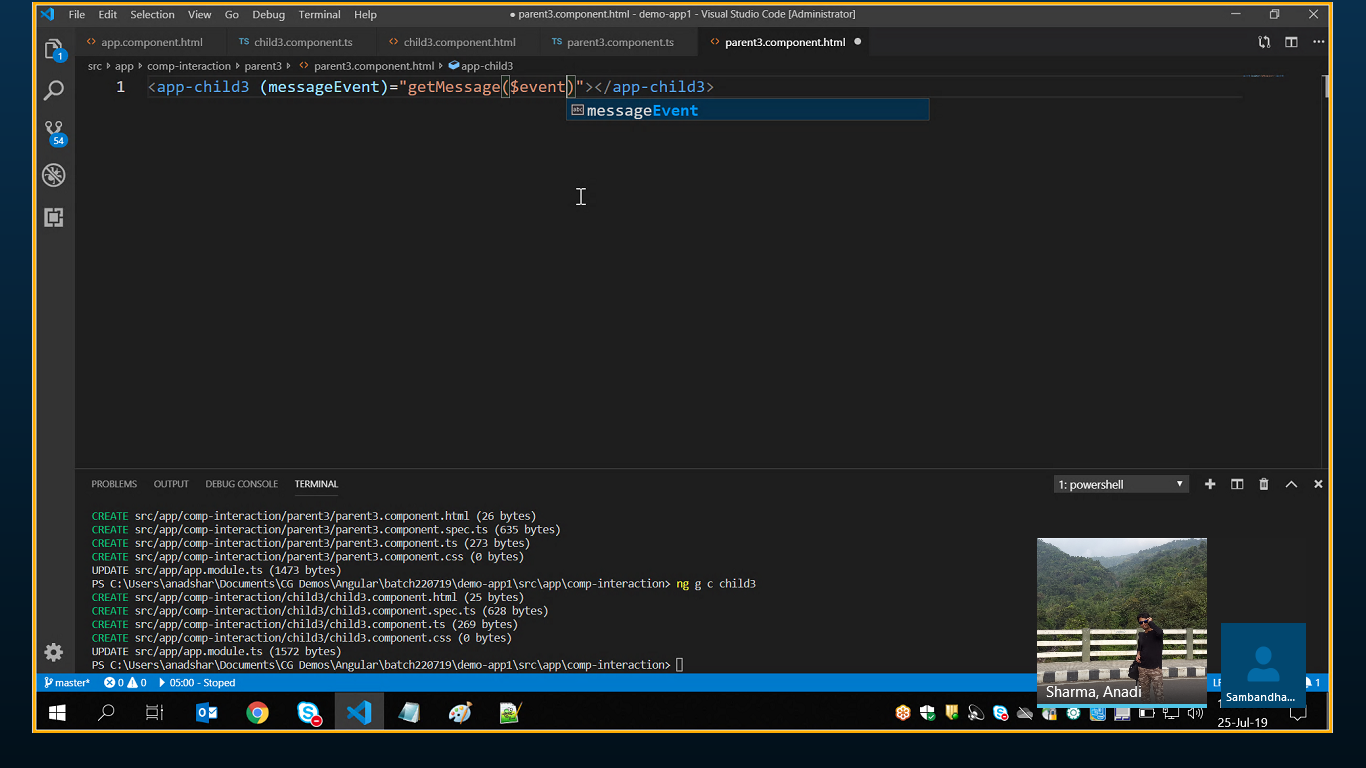 File Edit Selection View Go Debug Terminal Help
● parent3.component.html - demo-app1 - Visual Studio Code [Administrator]
<> app.component.html TS child3.component.ts <> child3.component.html TS parent3.component.ts <> parent3.component.html ●
src › app › comp-interaction › parent3 › <> parent3.component.html › app-child3
1 <app-child3 (messageEvent)="getMessage($event)"></app-child3>
messageEvent
1
54
PROBLEMS OUTPUT DEBUG CONSOLE TERMINAL
1: powershell
CREATE src/app/comp-interaction/parent3/parent3.component.html (26 bytes)
CREATE src/app/comp-interaction/parent3/parent3.component.spec.ts (635 bytes)
CREATE src/app/comp-interaction/parent3/parent3.component.ts (273 bytes)
CREATE src/app/comp-interaction/parent3/parent3.component.css (0 bytes)
UPDATE src/app/app.module.ts (1473 bytes)
PS C:\Users\anadshar\Documents\CG Demos\Angular\batch220719\demo-app1\src\app\comp-interaction> ng g c child3
CREATE src/app/comp-interaction/child3/child3.component.html (25 bytes)
CREATE src/app/comp-interaction/child3/child3.component.spec.ts (628 bytes)
CREATE src/app/comp-interaction/child3/child3.component.ts (269 bytes)
CREATE src/app/comp-interaction/child3/child3.component.css (0 bytes)
UPDATE src/app/app.module.ts (1572 bytes)
PS C:\Users\anadshar\Documents\CG Demos\Angular\batch220719\demo-app1\src\app\comp-interaction>
Sharma, Anadi
Sambandha...
master* 0 0 05:00 - Stoped
1
25-Jul-19